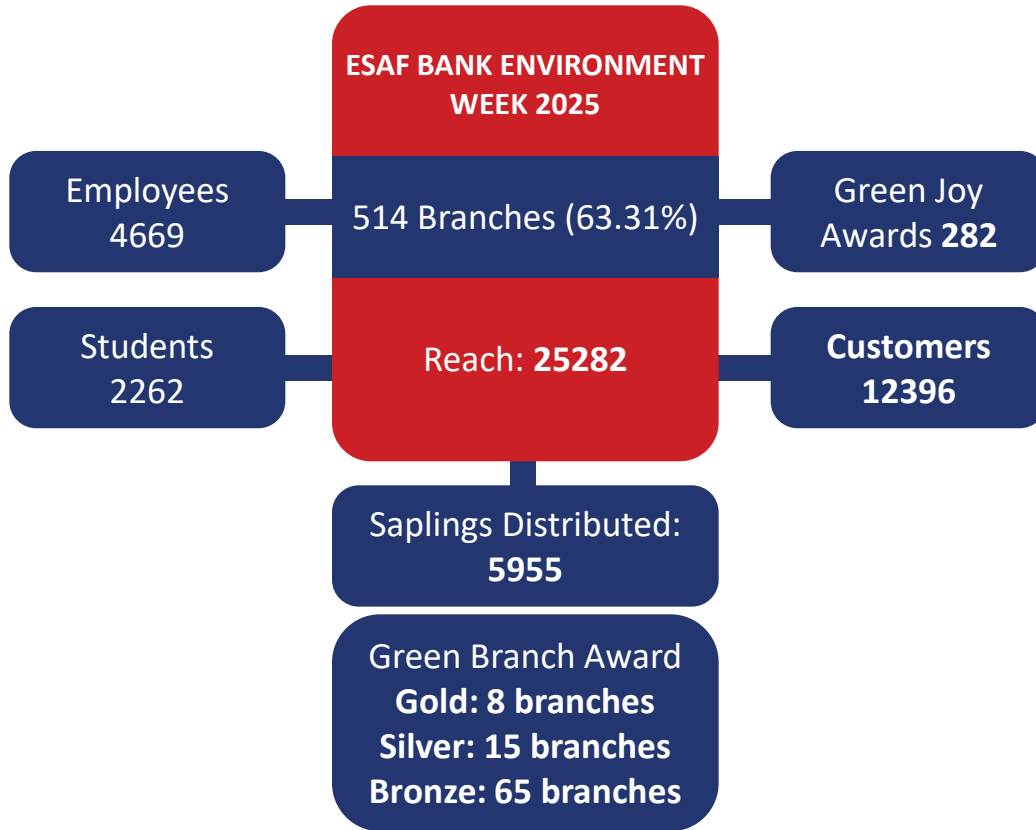 ESAF BANK ENVIRONMENT
WEEK 2025
Employees
4669
514 Branches (63.31%)
Green Joy
Awards 282
Students
2262
Reach: 25282
Customers
12396
Saplings Distributed:
5955
Green Branch Award
Gold: 8 branches
Silver: 15 branches
Bronze: 65 branches